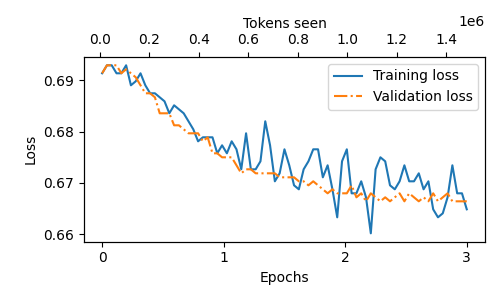 Tokens seen
0.0 0.2 0.4 0.6 0.8 1.0 1.2 1.4 1e6
Training loss
Validation loss
0.69
0.68
0.67
0.66
Loss
0 1 2 3
Epochs